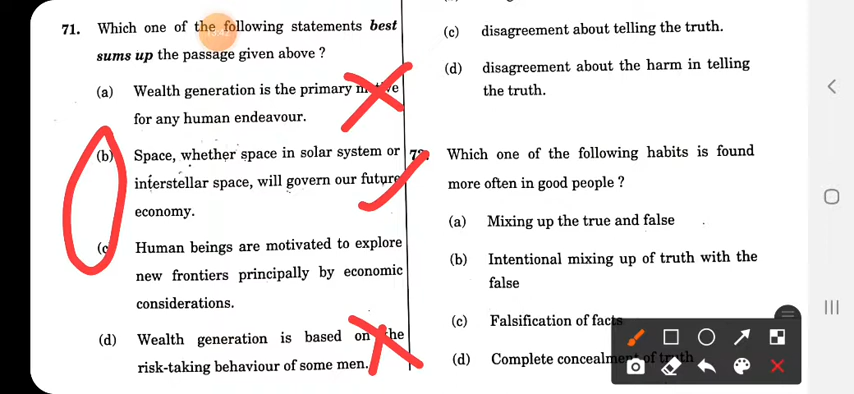 71. Which one of the following statements best
sums up the passage given above ?
(a) Wealth generation is the primary
for any human endeavour.
(b) Space, whether space in solar system or
interstellar space, will govern our future
economy.
(c) Human beings are motivated to explore
new frontiers principally by economic
considerations.
(d) Wealth generation is based on the
risk-taking behaviour of some men.
(c) disagreement about telling the truth.
(d) disagreement about the harm in telling
the truth.
Which one of the following habits is found
more often in good people ?
(a) Mixing up the true and false
(b) Intentional mixing up of truth with the
false
(c) Falsification of facts
(d) Complete concealment of truth